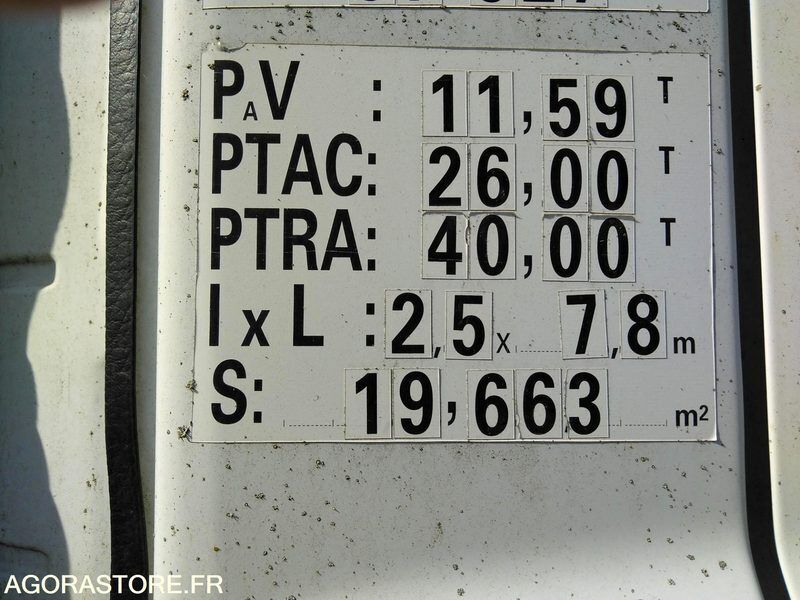 PAV : 11,59 T
PTAC: 26,00 T
PTRA: 40,00 T
l x L : 2,5 x 7,8 m
S: 19,663 m²
AGORASTORE.FR